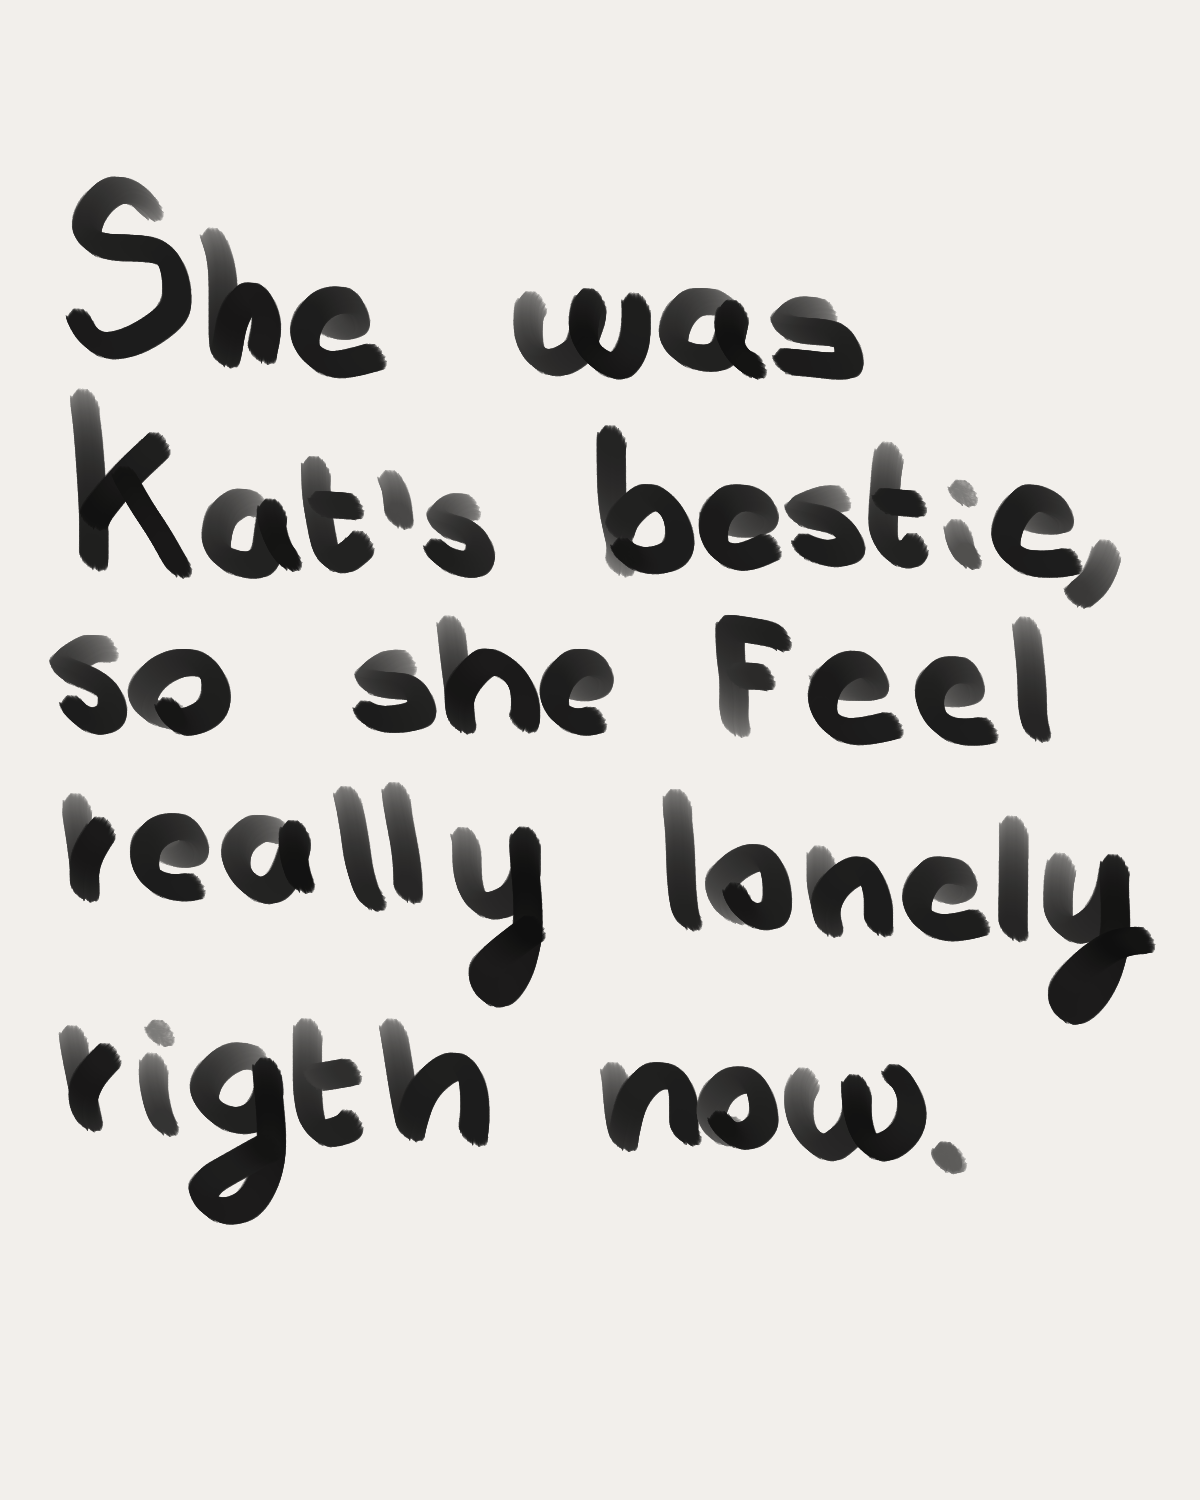 She was
Kat's bestie,
so she Feel
really lonely
rigth now.